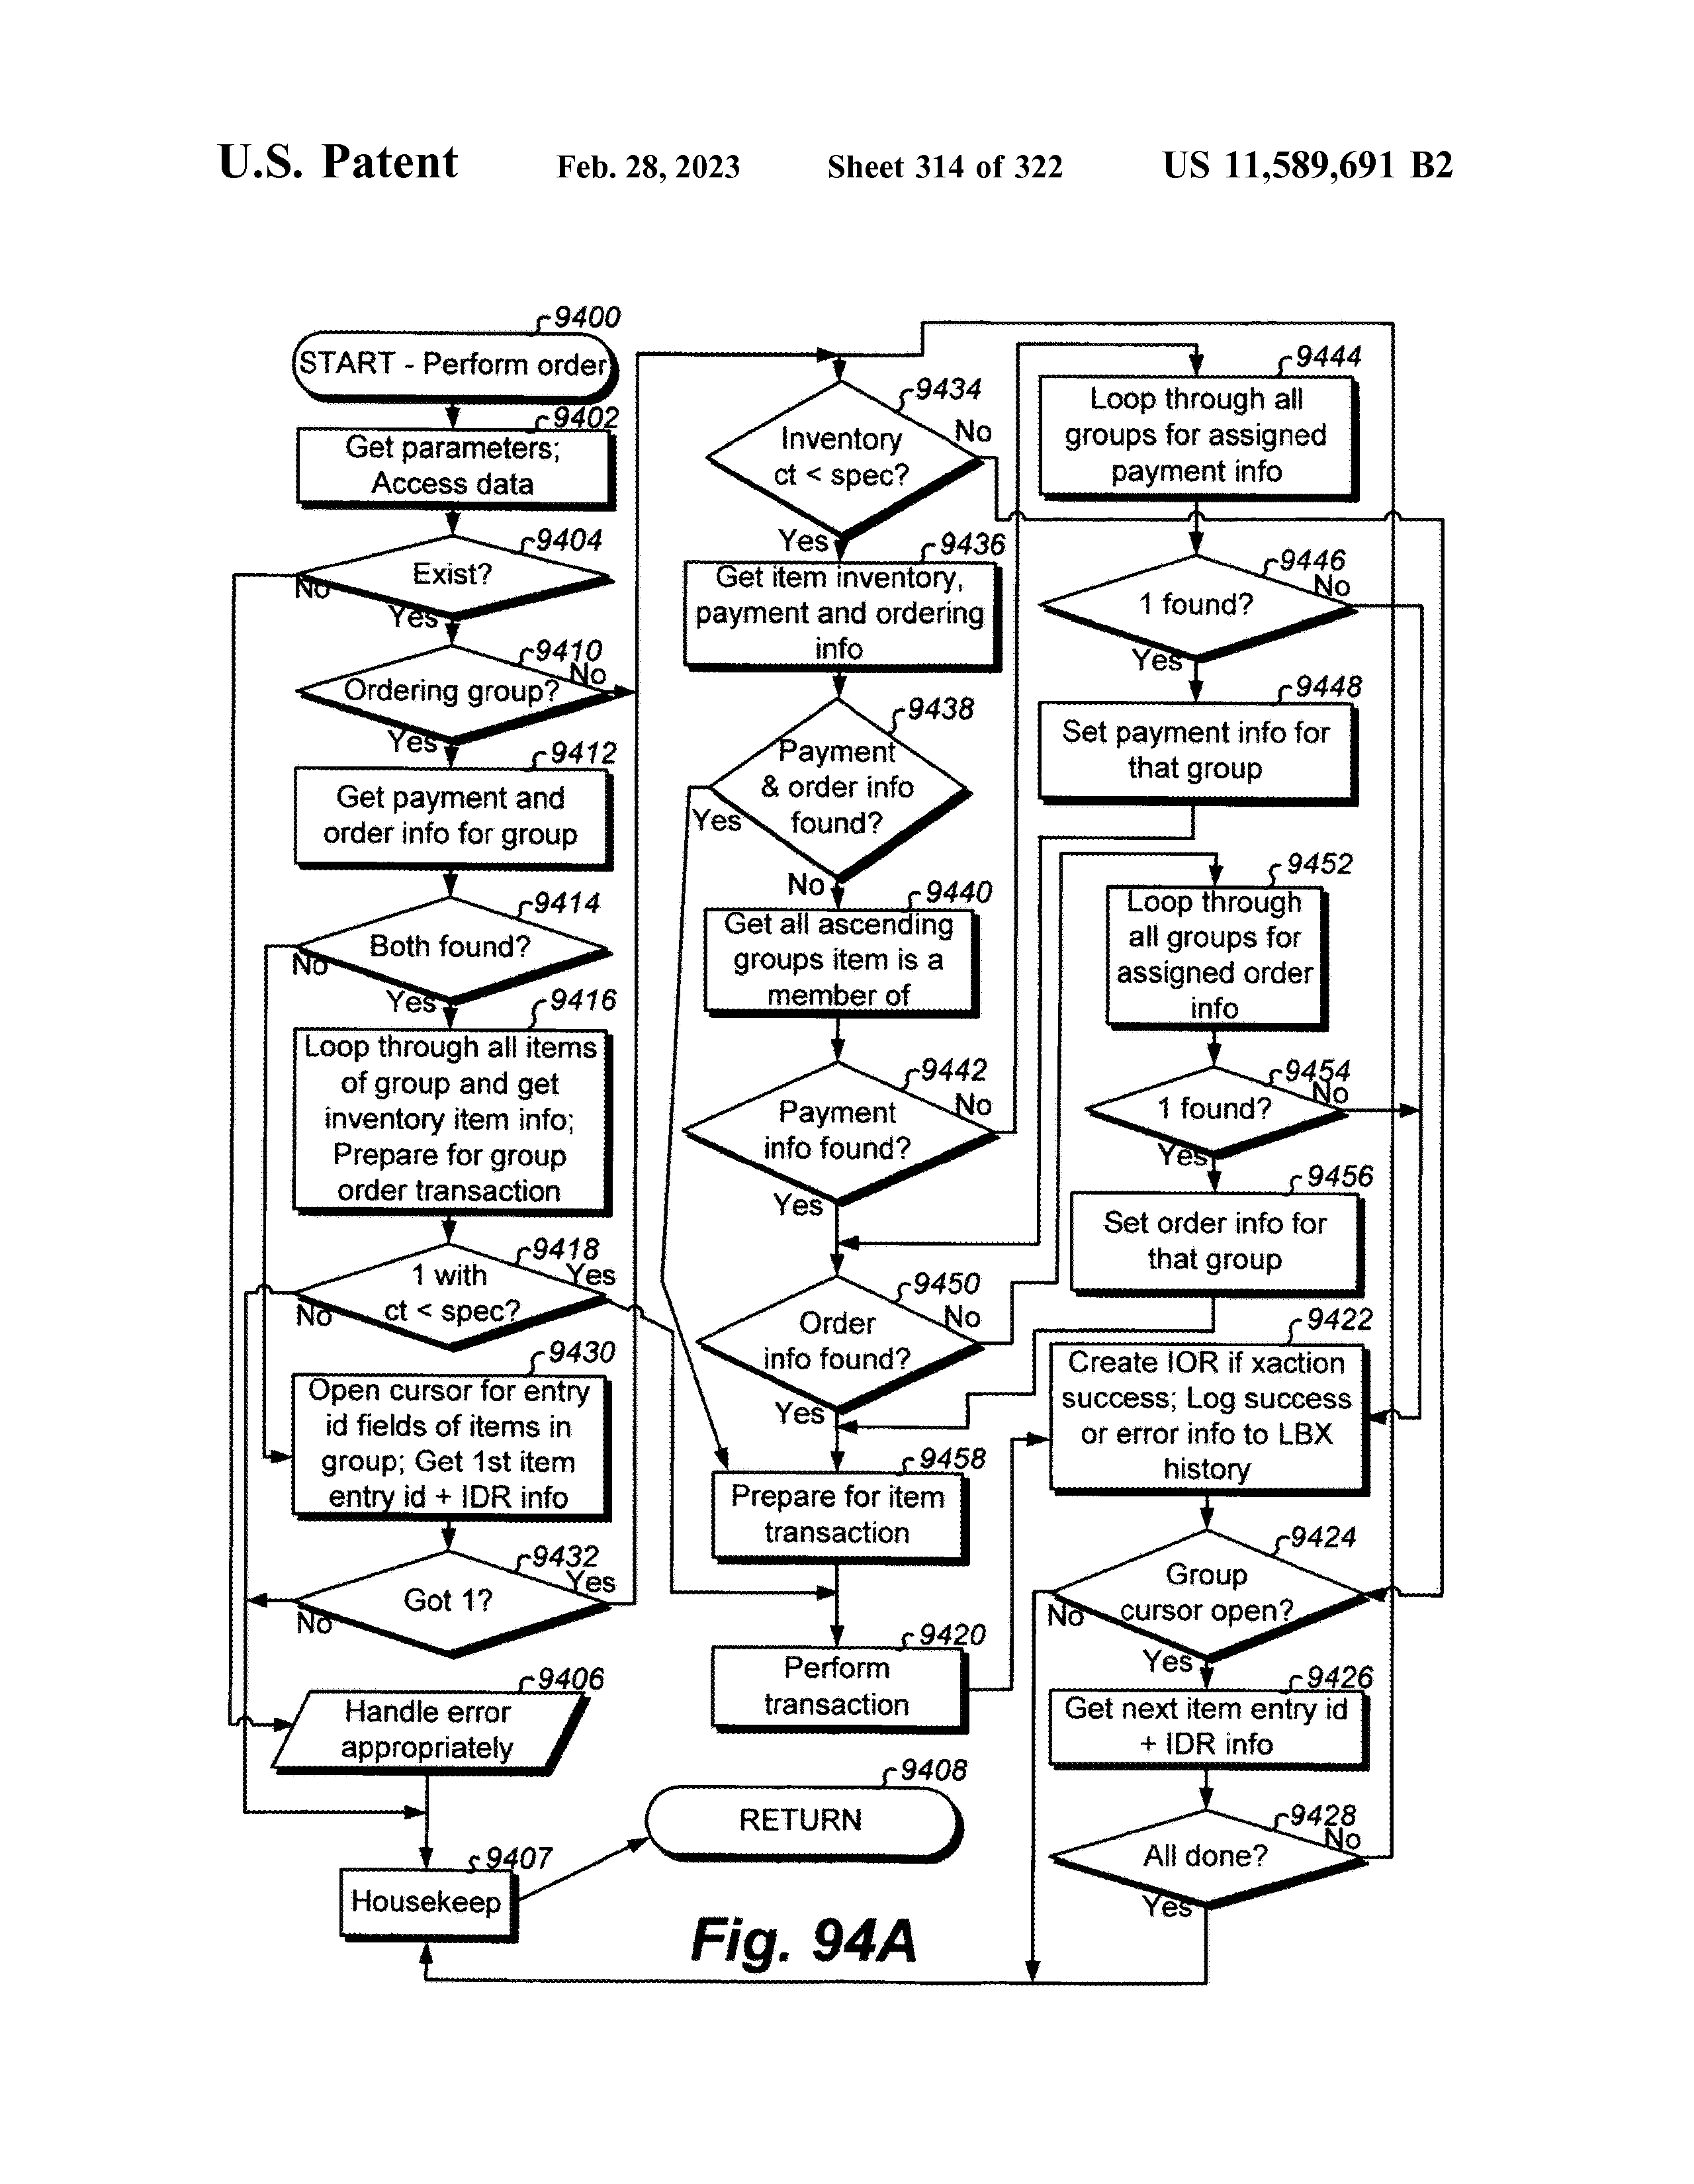 U.S. Patent Feb. 28, 2023 Sheet 314 of 322 US 11,589,691 B2
9400
START - Perform order
9402
Get parameters;
Access data
9404
Exist?
No
Yes
9410
Ordering group?
No
Yes
9412
Get payment and
order info for group
9414
Both found?
No
Yes
9416
Loop through all items
of group and get
inventory item info;
Prepare for group
order transaction
9418
1 with
ct < spec?
Yes
No
9430
Open cursor for entry
id fields of items in
group; Get 1st item
entry id + IDR info
9432
Got 1?
Yes
No
9406
Handle error
appropriately
9407
Housekeep
9408
RETURN
9434
Inventory
ct < spec?
No
Yes
9436
Get item inventory,
payment and ordering
info
9438
Payment
& order info
found?
Yes
No
9440
Get all ascending
groups item is a
member of
9442
Payment
info found?
No
Yes
9450
Order
info found?
No
Yes
9458
Prepare for item
transaction
9420
Perform
transaction
9444
Loop through all
groups for assigned
payment info
9446
1 found?
No
Yes
9448
Set payment info for
that group
9452
Loop through
all groups for
assigned order
info
9454
1 found?
No
Yes
9456
Set order info for
that group
9422
Create IOR if xaction
success; Log success
or error info to LBX
history
9424
Group
cursor open?
No
Yes
9426
Get next item entry id
+ IDR info
9428
All done?
No
Yes
Fig. 94A